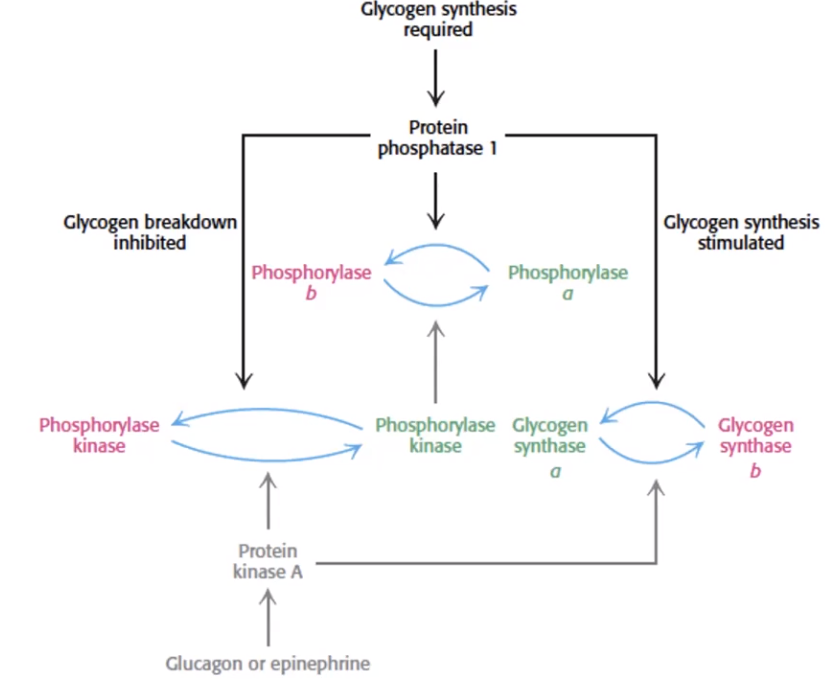 Glycogen synthesis
required
Protein
phosphatase 1
Glycogen breakdown
inhibited
Glycogen synthesis
stimulated
Phosphorylase
b
Phosphorylase
a
Phosphorylase
kinase
Phosphorylase
kinase
Glycogen
synthase
a
Glycogen
synthase
b
Protein
kinase A
Glucagon or epinephrine